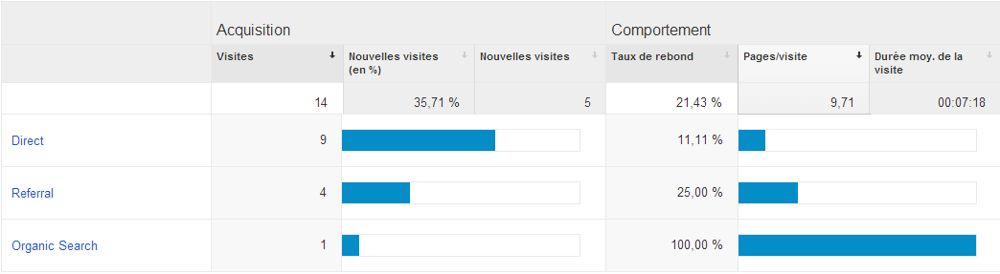 Acquisition Comportement
Visites Nouvelles visites (en %) Nouvelles visites Taux de rebond Pages/visite Durée moy. de la visite
14 35,71 % 5 21,43 % 9,71 00:07:18
Direct 9 11,11 %
Referral 4 25,00 %
Organic Search 1 100,00 %